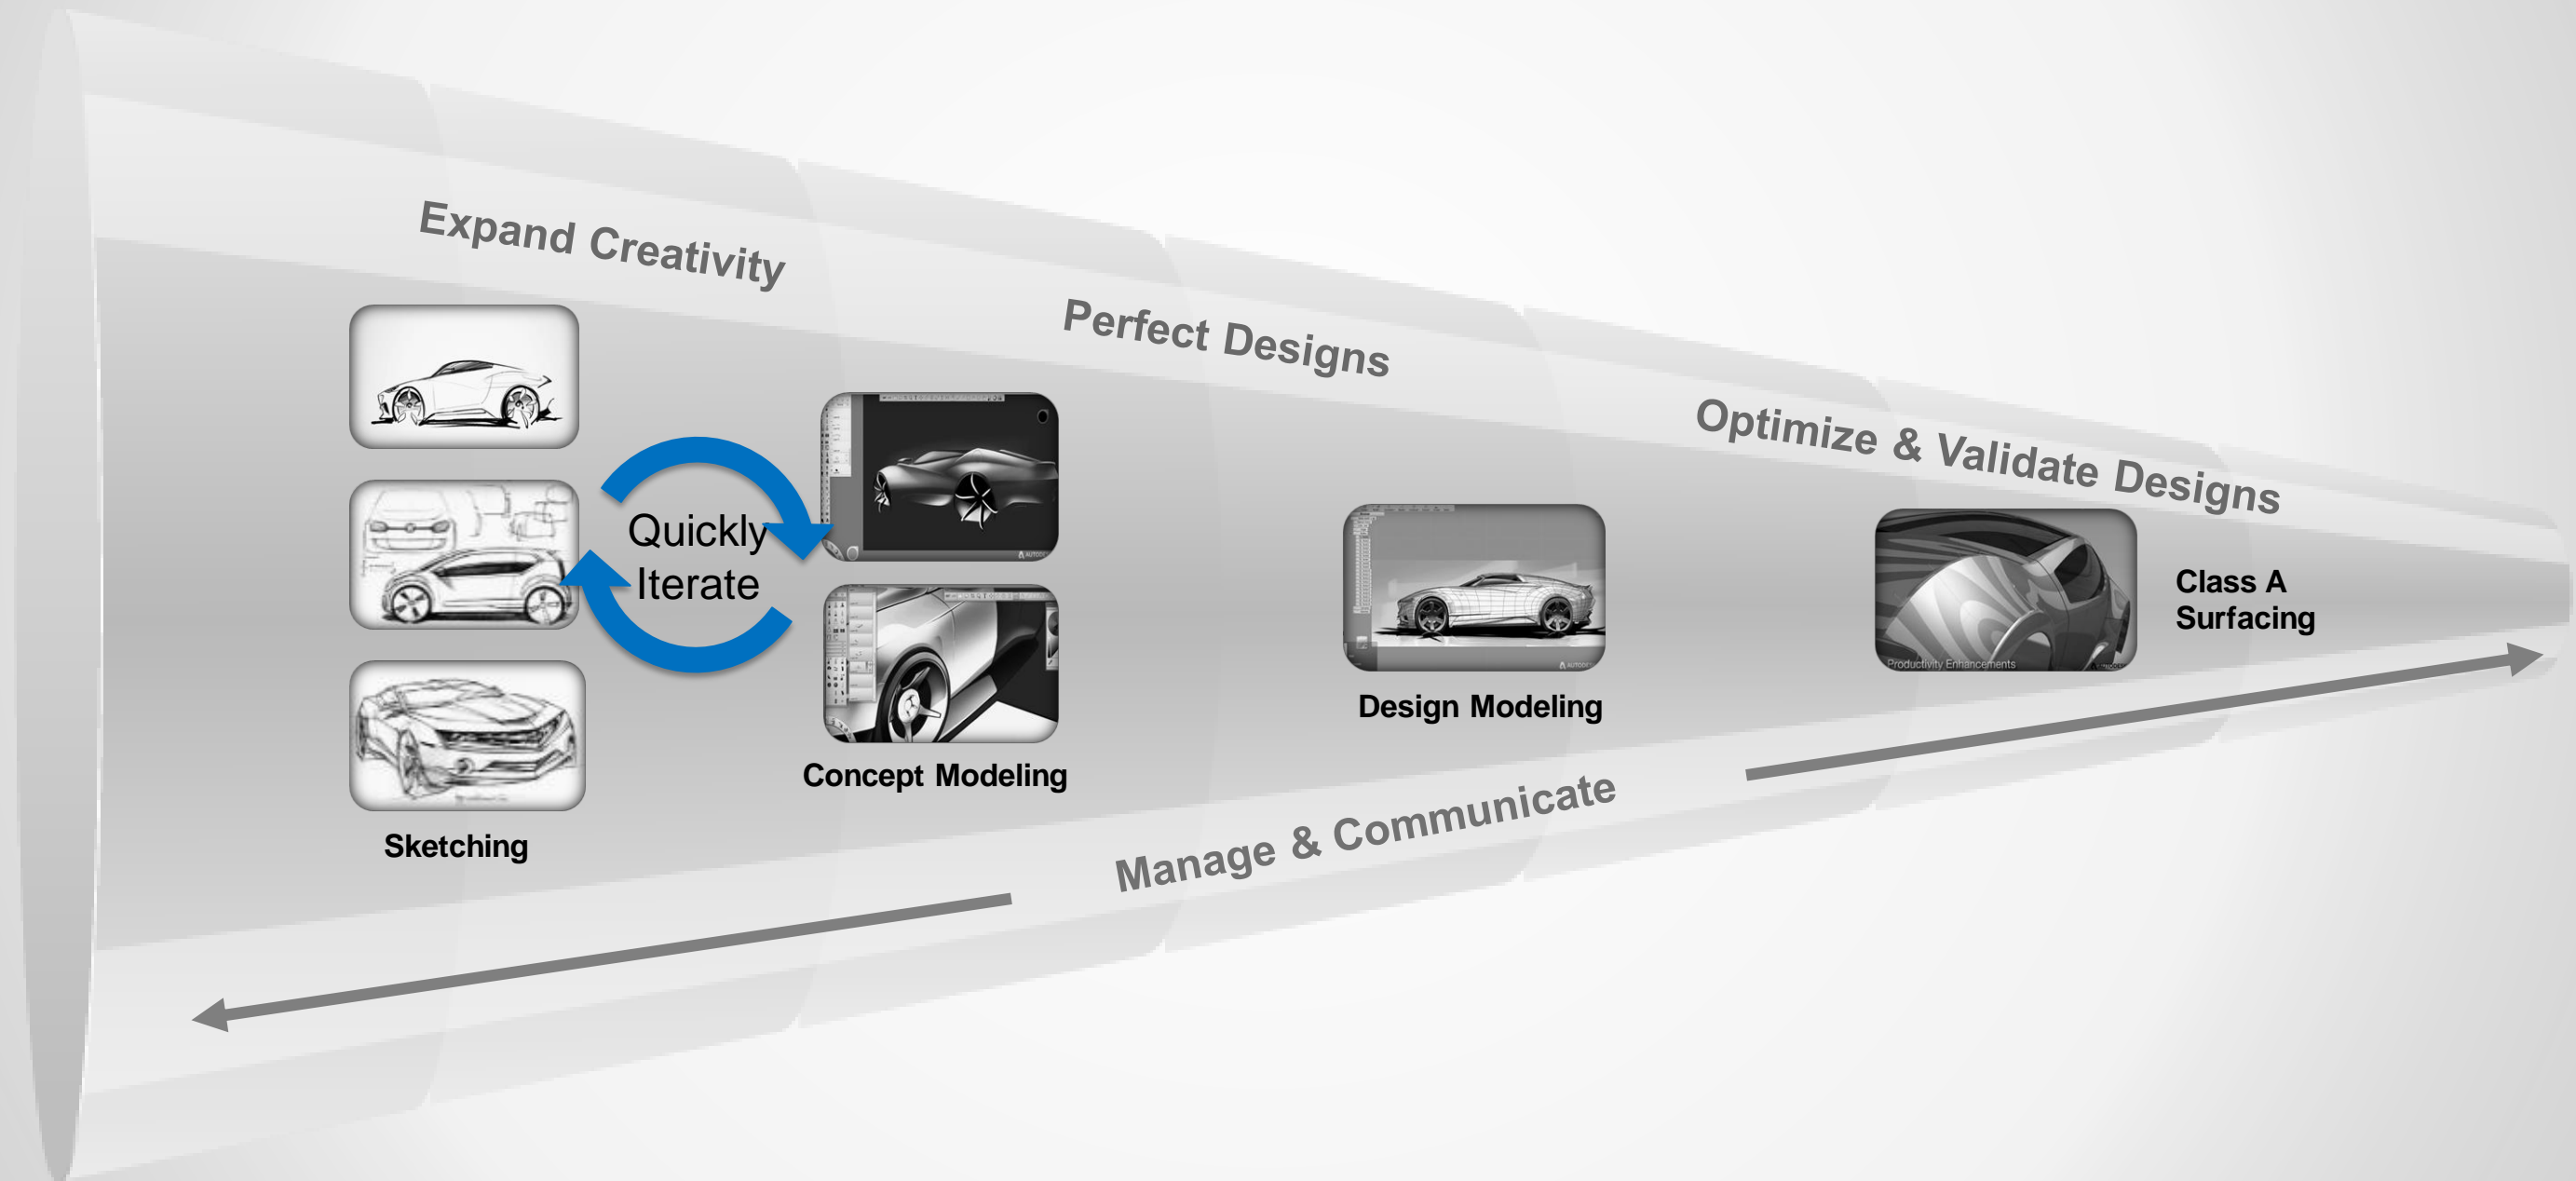 Expand Creativity
Perfect Designs
Optimize & Validate Designs
Quickly
Iterate
Class A
Surfacing
Productivity Enhancements
Design Modeling
Concept Modeling
Sketching
Manage & Communicate